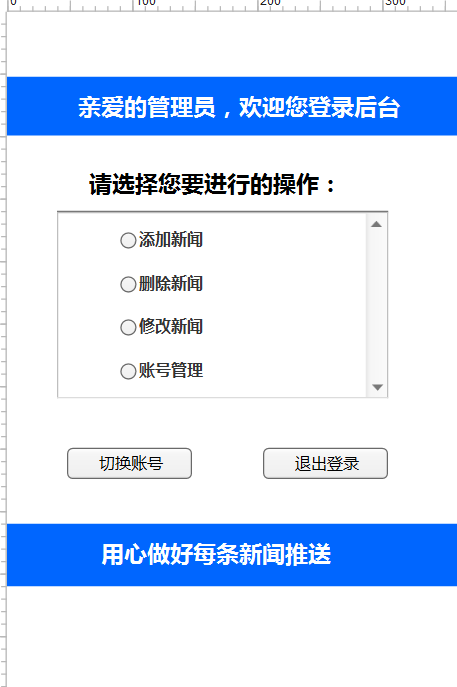 0 100 200 300
亲爱的管理员，欢迎您登录后台
请选择您要进行的操作：
添加新闻
删除新闻
修改新闻
账号管理
切换账号 退出登录
用心做好每条新闻推送